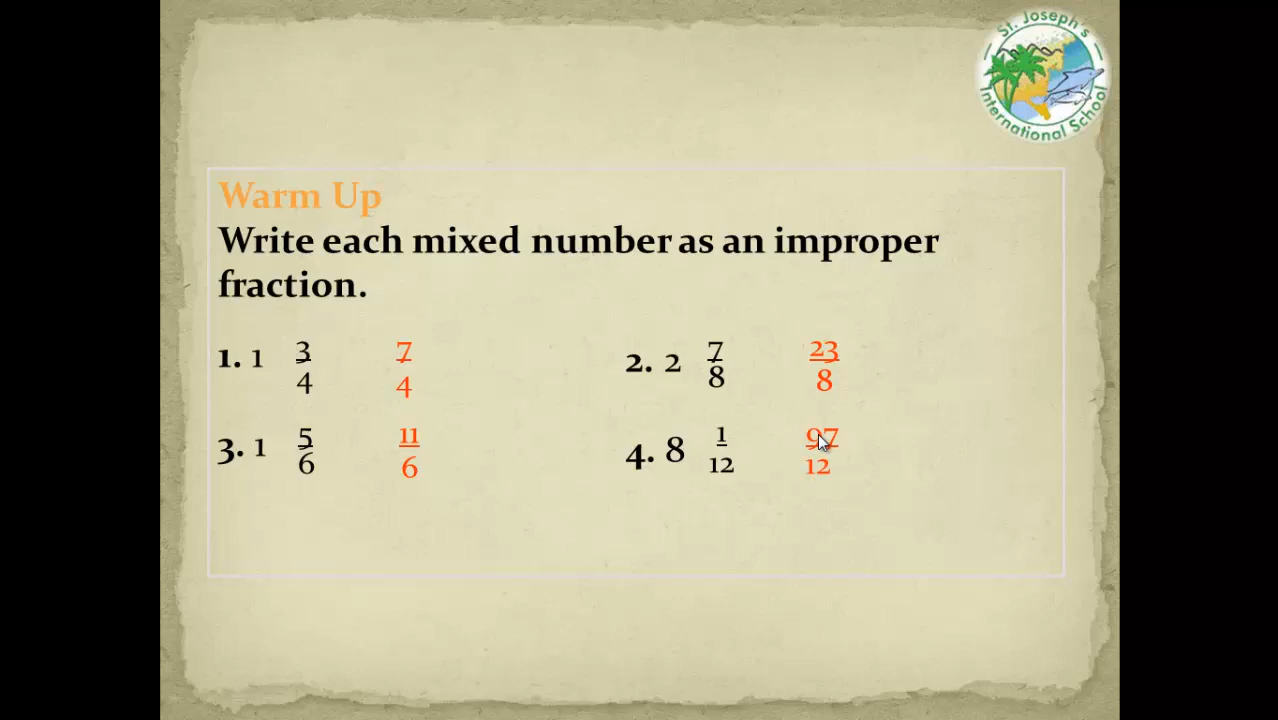 St. Joseph's
International School
Warm Up
Write each mixed number as an improper
fraction.
1. 1 3/4 7/4 2. 2 7/8 23/8
3. 1 5/6 11/6 4. 8 1/12 97/12